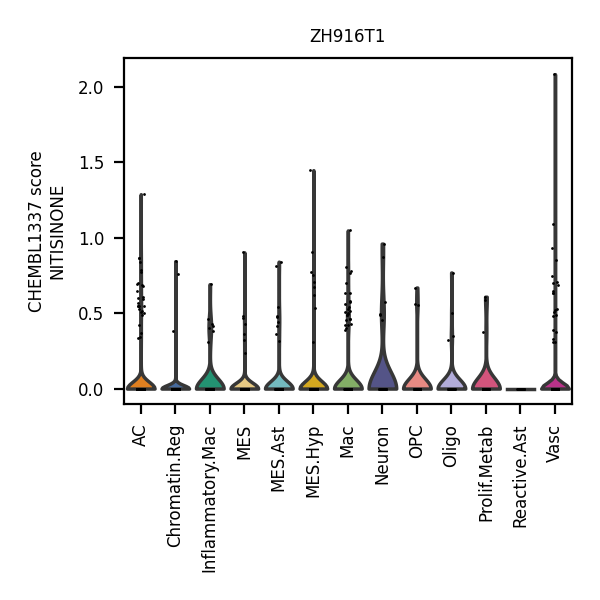 ZH916T1
CHEMBL1337 score
NITISINONE
2.0
1.5
1.0
0.5
0.0
AC
Chromatin.Reg
Inflammatory.Mac
MES
MES.Ast
MES.Hyp
Mac
Neuron
OPC
Oligo
Prolif.Metab
Reactive.Ast
Vasc